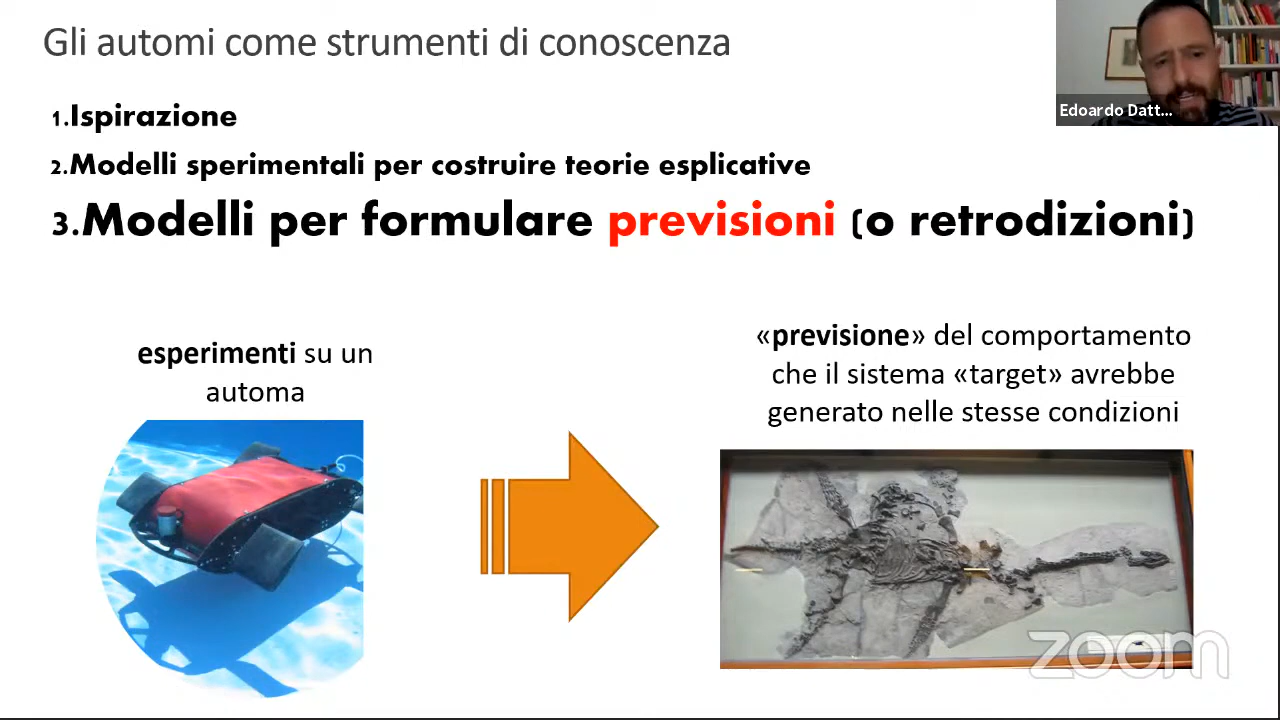 Gli automi come strumenti di conoscenza
Edoardo Datt...
1.Ispirazione
2.Modelli sperimentali per costruire teorie esplicative
3.Modelli per formulare previsioni (o retrodizioni)
esperimenti su un
automa
«previsione» del comportamento
che il sistema «target» avrebbe
generato nelle stesse condizioni
zoom